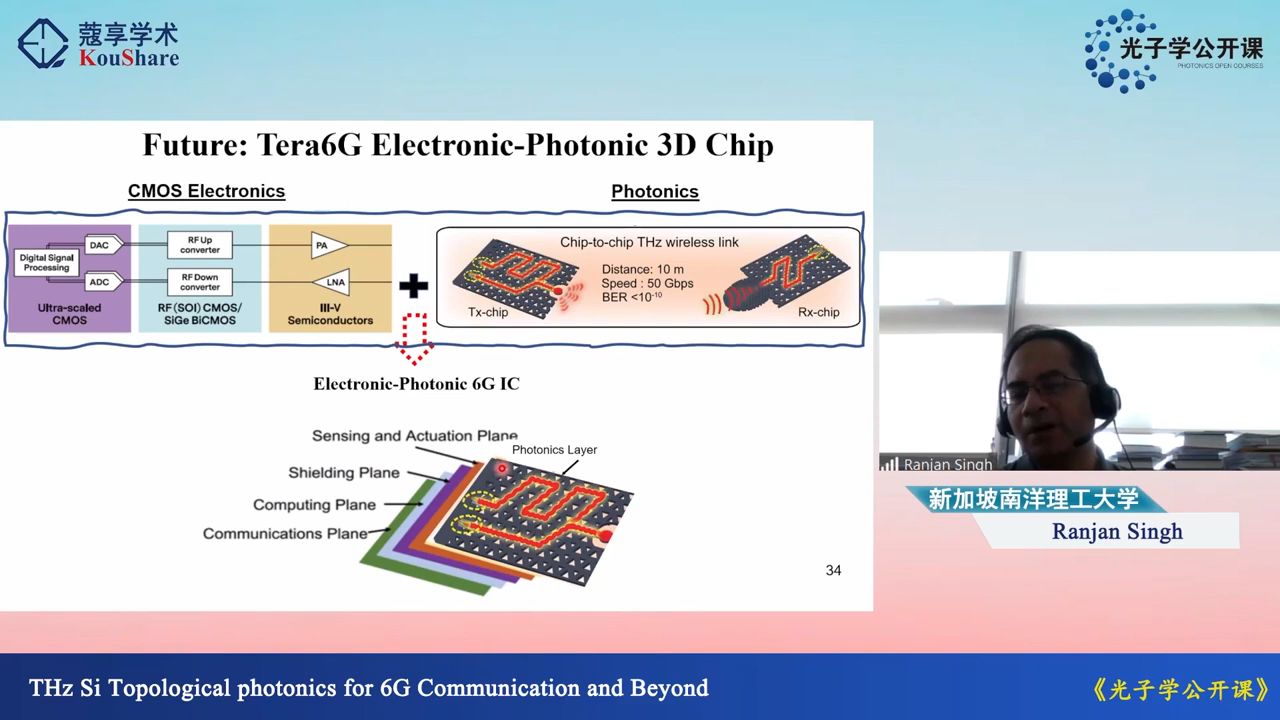 蔻享学术
KouShare
光子学公开课
PHOTONICS OPEN COURSES
Future: Tera6G Electronic-Photonic 3D Chip
CMOS Electronics
Photonics
Digital Signal
Processing
DAC
ADC
Ultra-scaled
CMOS
RF Up
converter
RF Down
converter
RF (SOI) CMOS/
SiGe BiCMOS
PA
LNA
III-V
Semiconductors
Chip-to-chip THz wireless link
Distance: 10 m
Speed : 50 Gbps
BER <10⁻¹⁰
Tx-chip
Rx-chip
Electronic-Photonic 6G IC
Sensing and Actuation Plane
Photonics Layer
Shielding Plane
Computing Plane
Communications Plane
34
Ranjan Singh
新加坡南洋理工大学
Ranjan Singh
THz Si Topological photonics for 6G Communication and Beyond
《光子学公开课》